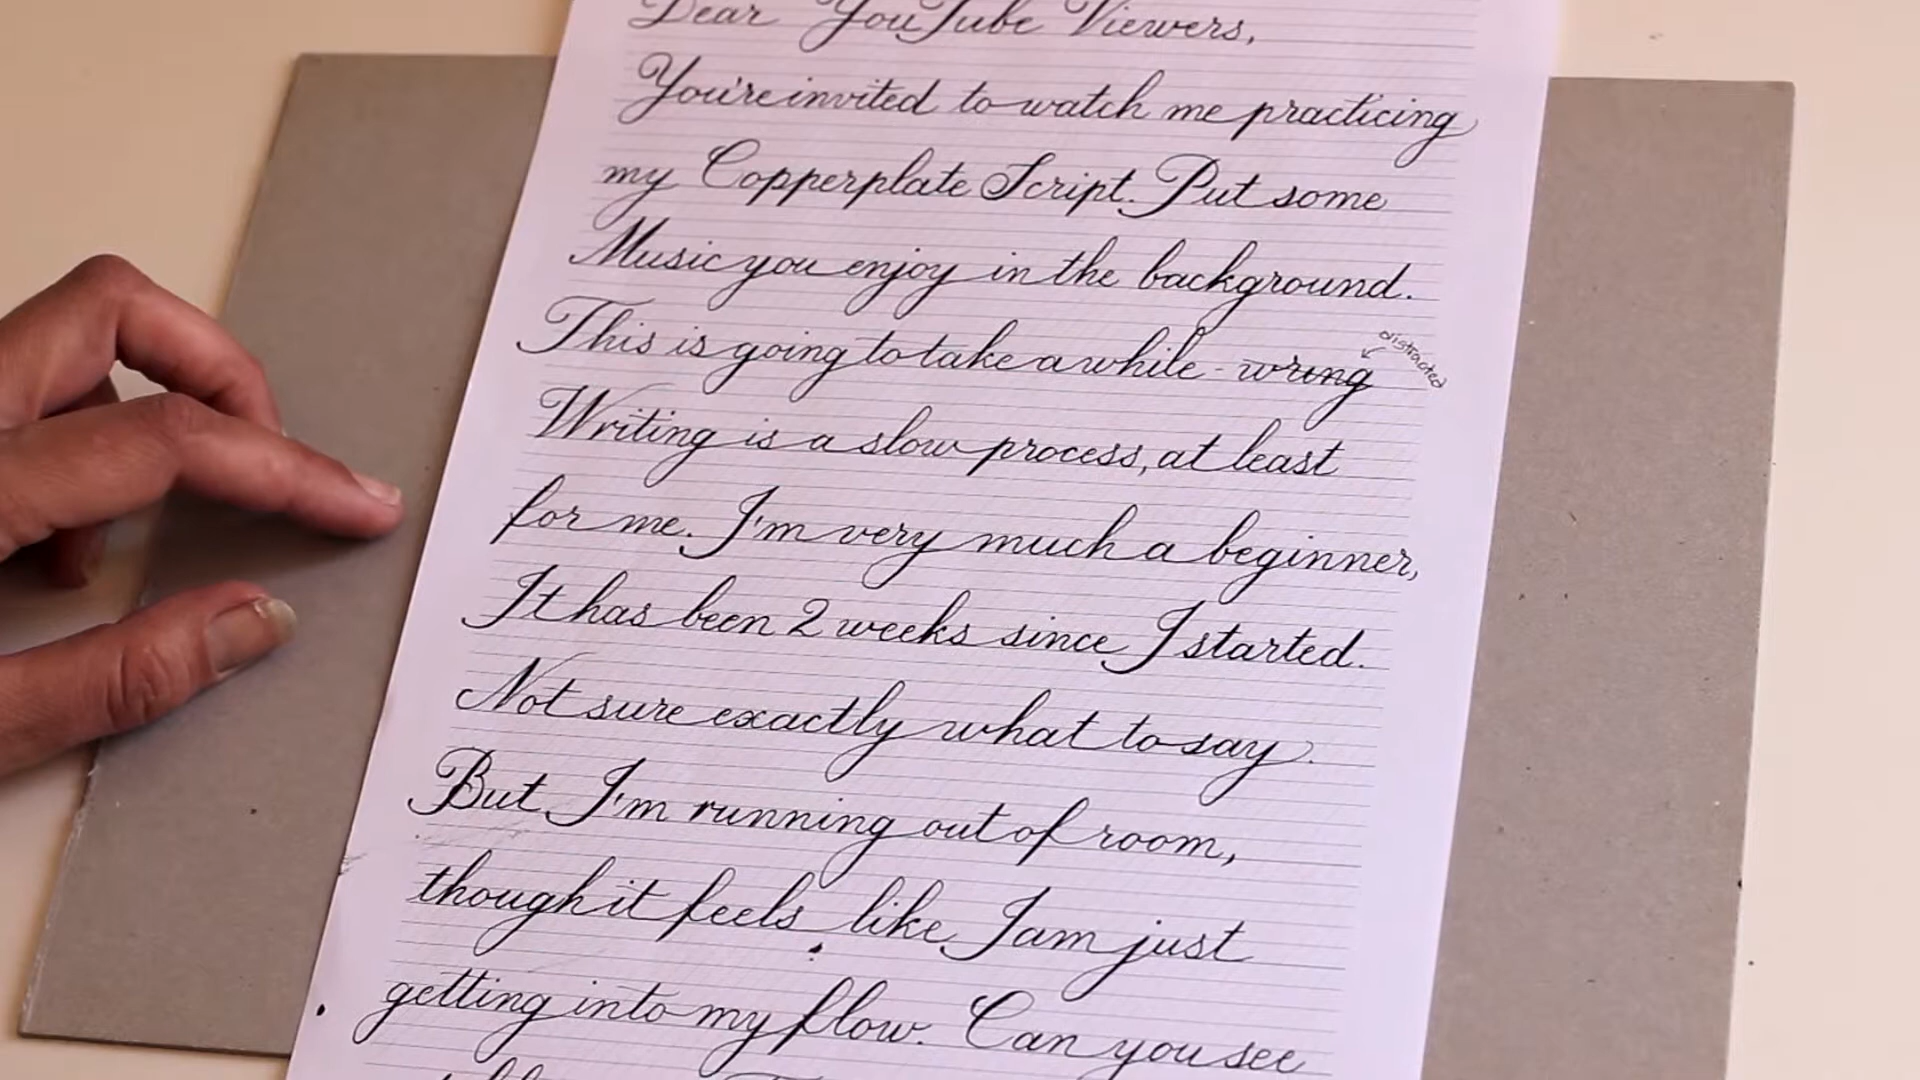 Dear YouTube Viewers,
You're invited to watch me practicing
my Copperplate Script. Put some
Music you enjoy in the background.
This is going to take a while - wring
distracted
Writing is a slow process, at least
for me. I'm very much a beginner,
It has been 2 weeks since I started.
Not sure exactly what to say.
But I'm running out of room,
though it feels like I am just
getting into my flow. Can you see